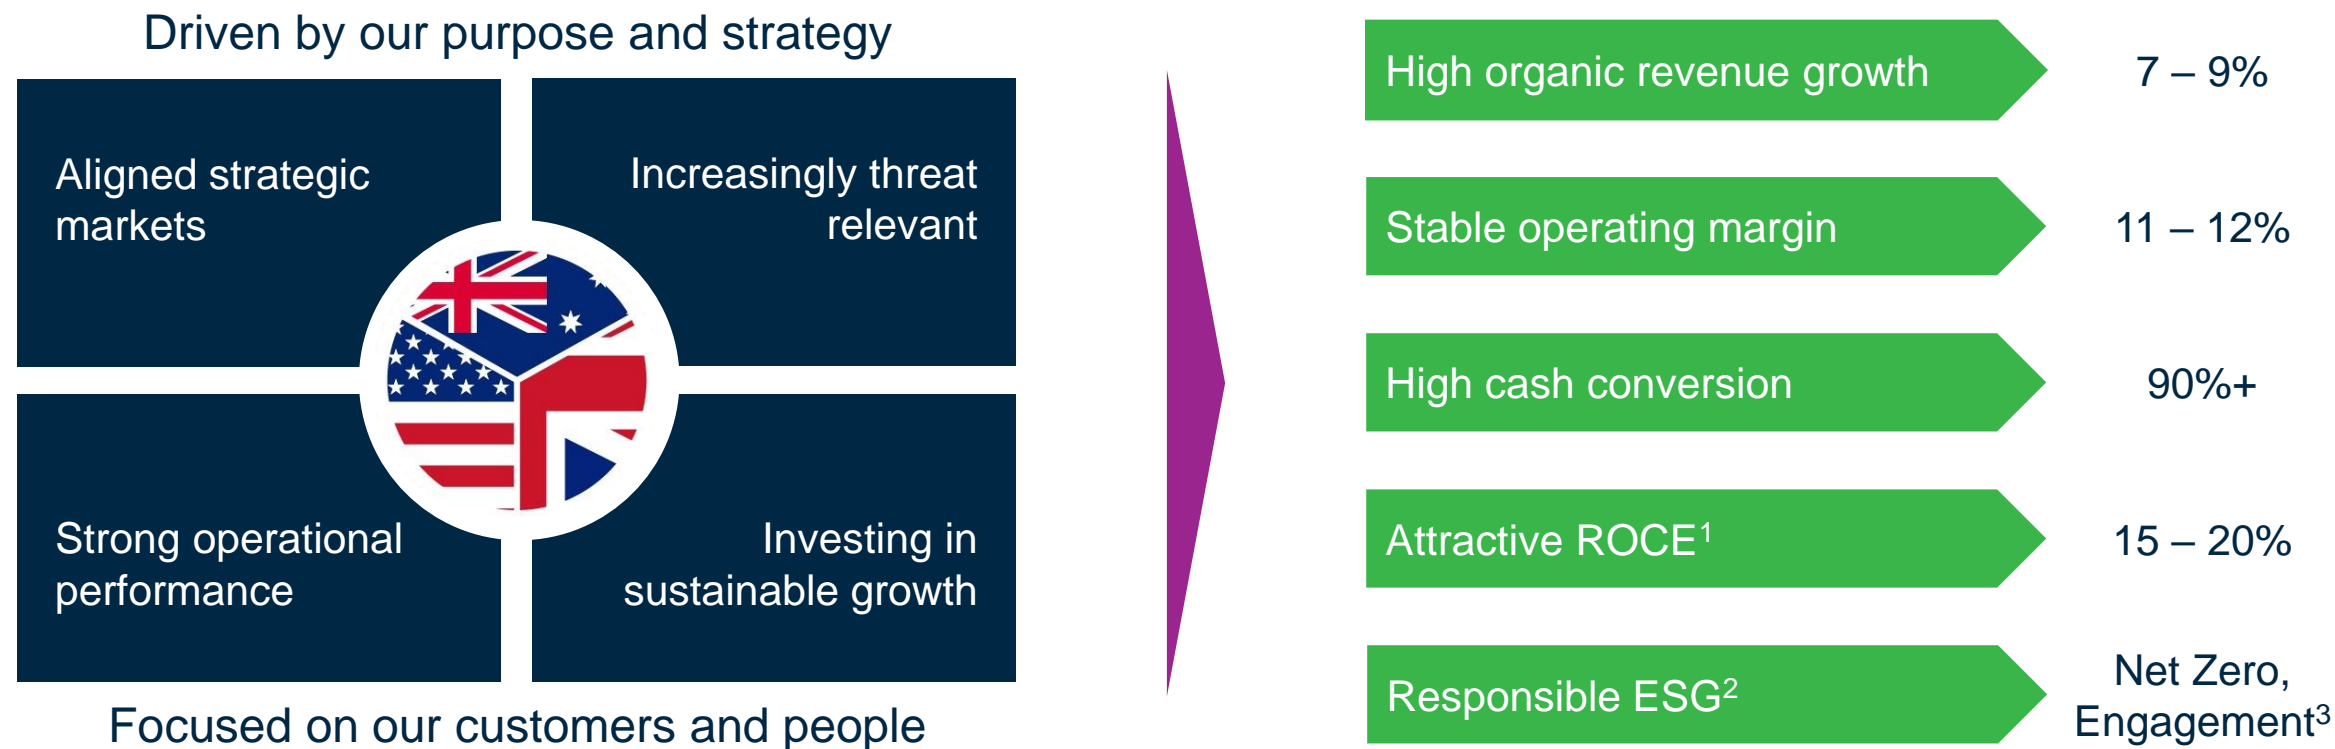 Driven by our purpose and strategy
Aligned strategic
markets
Increasingly threat
relevant
Strong operational
performance
Investing in
sustainable growth
Focused on our customers and people
High organic revenue growth
7 – 9%
Stable operating margin
11 – 12%
High cash conversion
90%+
Attractive ROCE¹
15 – 20%
Responsible ESG²
Net Zero,
Engagement³